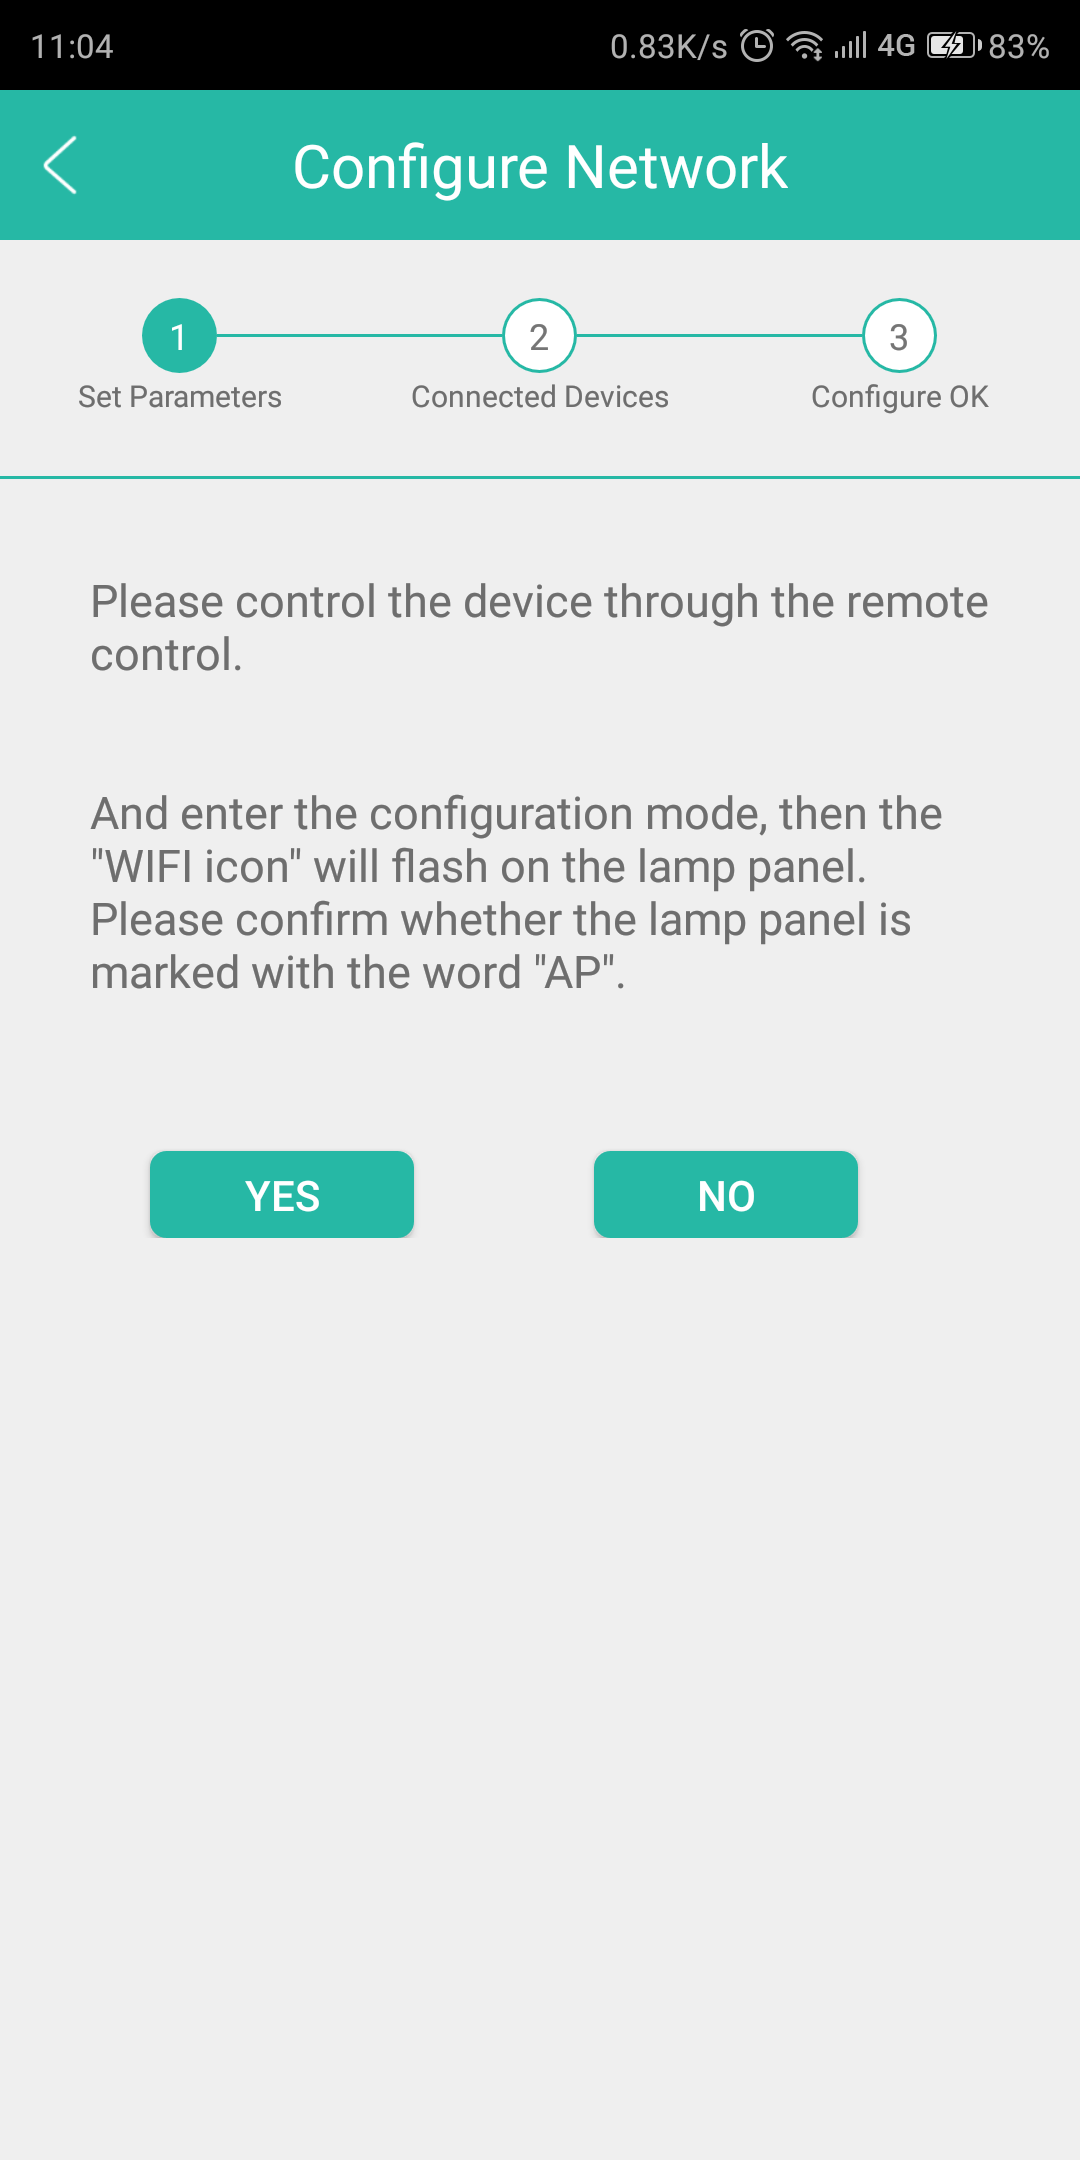 11:04
0.83K/s 4G 83%
Configure Network
1 2 3
Set Parameters Connected Devices Configure OK
Please control the device through the remote
control.
And enter the configuration mode, then the
"WIFI icon" will flash on the lamp panel.
Please confirm whether the lamp panel is
marked with the word "AP".
YES NO